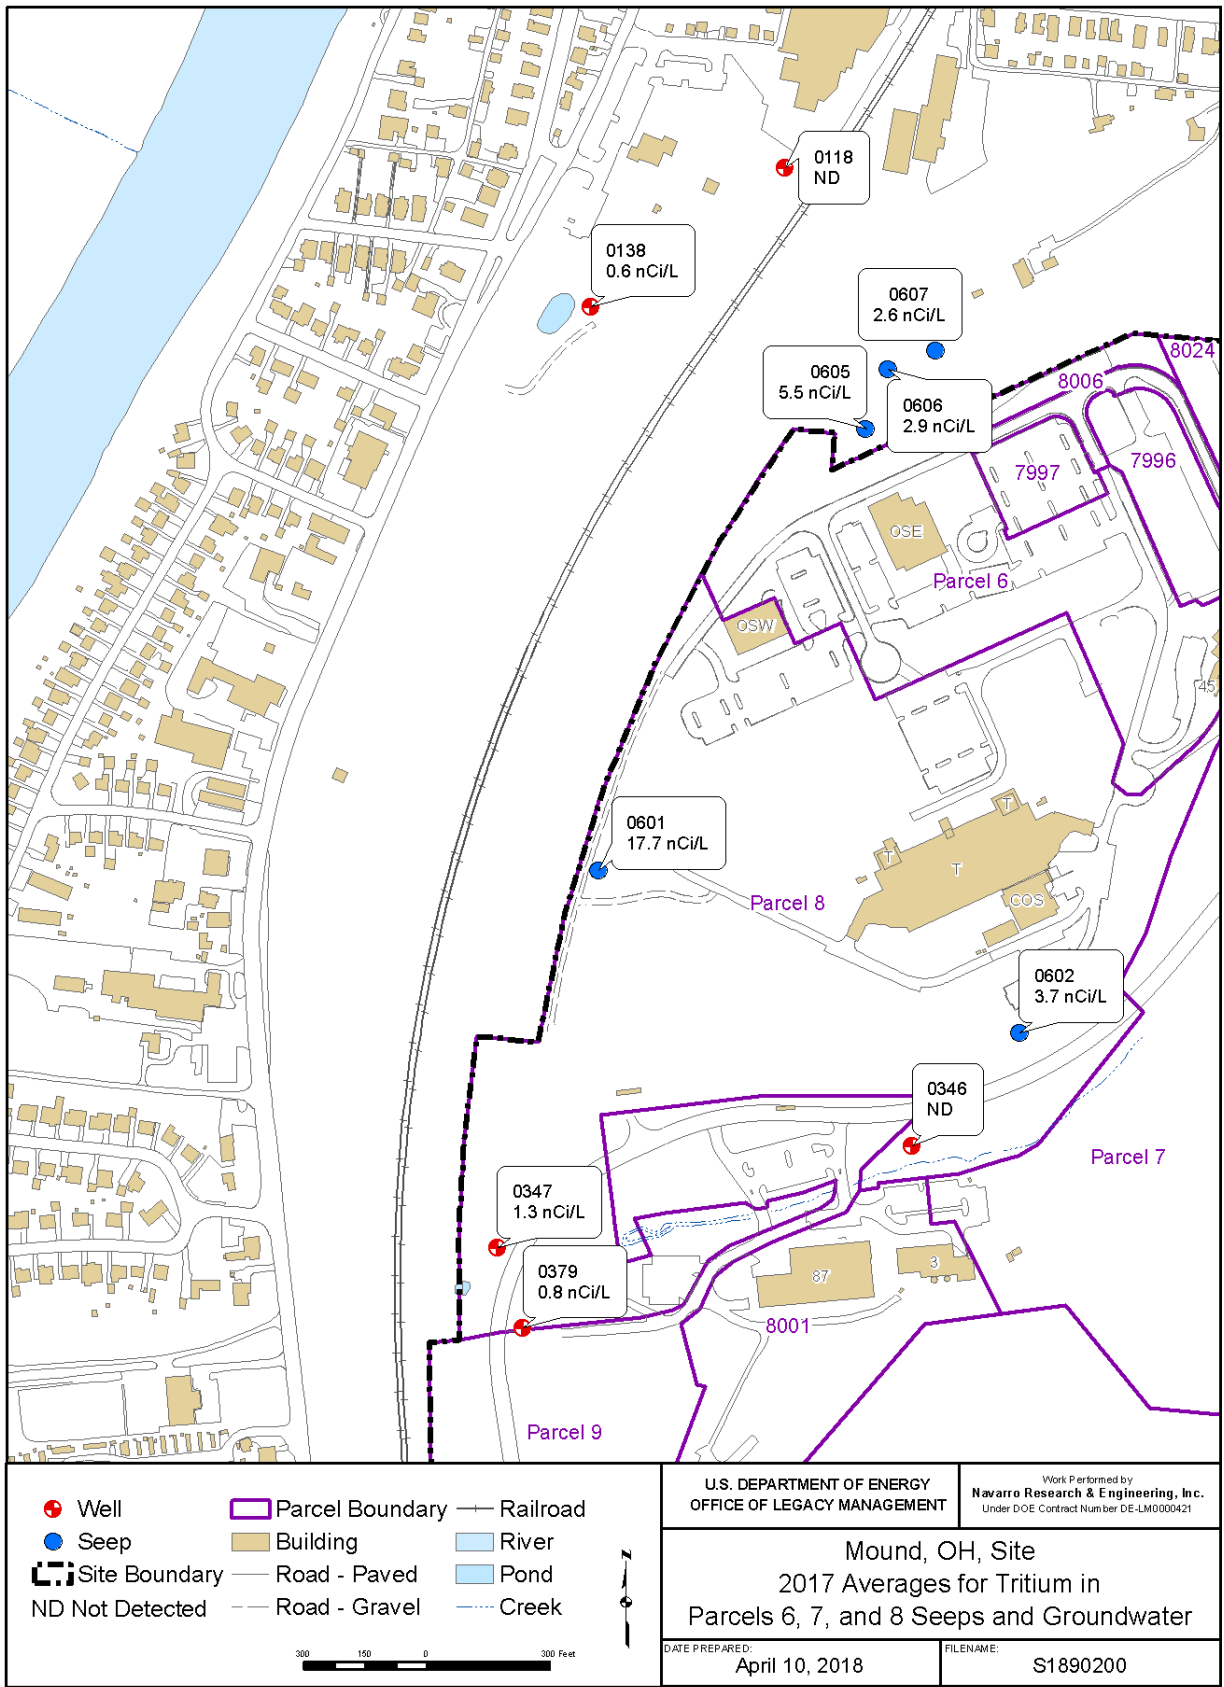 0118
ND
0138
0.6 nCi/L
0607
2.6 nCi/L
0605
5.5 nCi/L
0606
2.9 nCi/L
8024
8006
7997
7996
OSE
Parcel 6
OSW
45
0601
17.7 nCi/L
T
T
T
COS
Parcel 8
0602
3.7 nCi/L
0346
ND
Parcel 7
0347
1.3 nCi/L
0379
0.8 nCi/L
87
3
8001
Parcel 9
Well
Seep
Site Boundary
ND Not Detected
Parcel Boundary
Building
Road - Paved
Road - Gravel
Railroad
River
Pond
Creek
N
300 150 0 300 Feet
U.S. DEPARTMENT OF ENERGY
OFFICE OF LEGACY MANAGEMENT
Work Performed by
Navarro Research & Engineering, Inc.
Under DOE Contract Number DE-LM0000421
Mound, OH, Site
2017 Averages for Tritium in
Parcels 6, 7, and 8 Seeps and Groundwater
DATE PREPARED:
April 10, 2018
FILENAME:
S1890200